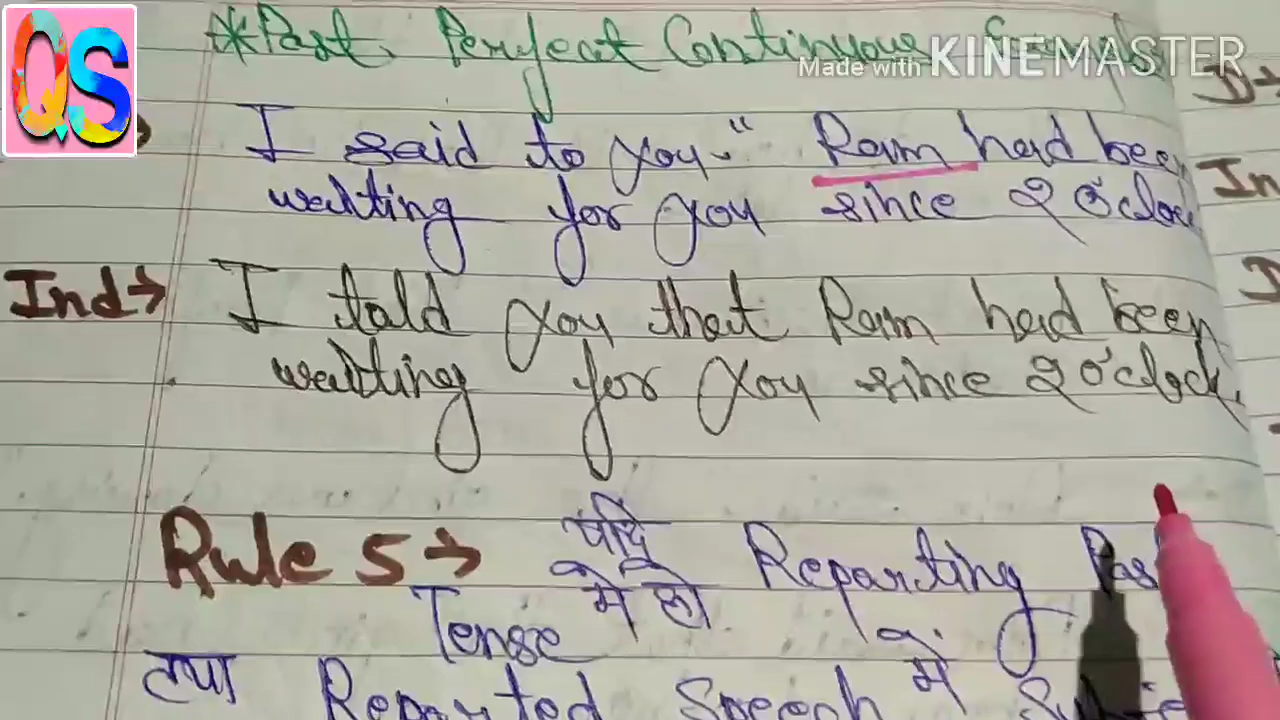 QS
*Past Perfect Continuous
Made with KINEMASTER
I said to you "Ram had been
waiting for you since 2 o'clock
Ind→ I told you that Ram had been
waiting for you since 2 o'clock.
Rule 5→ यदि Reporting Past
Tense में हो
तथा Reported Speech में